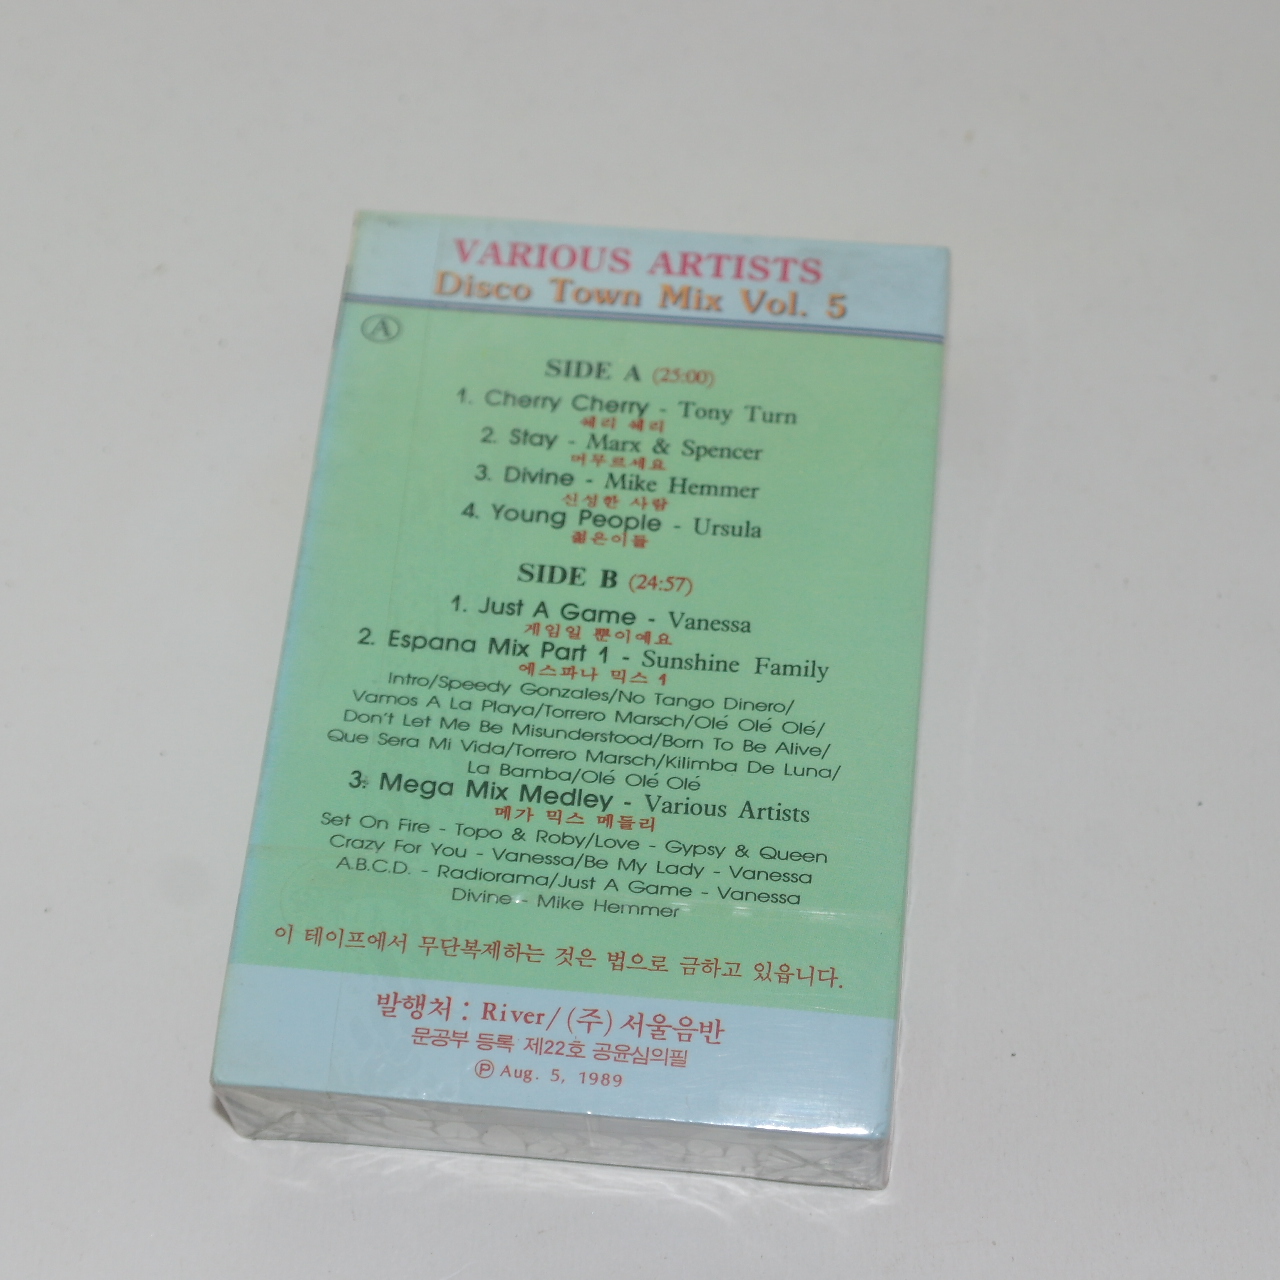 VARIOUS ARTISTS
Disco Town Mix Vol. 5
A
SIDE A (25:00)
1. Cherry Cherry - Tony Turn
쉐리 쉐리
2. Stay - Marx & Spencer
머무르세요
3. Divine - Mike Hemmer
신성한 사람
4. Young People - Ursula
젊은이들
SIDE B (24:57)
1. Just A Game - Vanessa
게임일 뿐이예요
2. Espana Mix Part 1 - Sunshine Family
에스파냐 믹스 1
Intro/Speedy Gonzales/No Tango Dinero/
Vamos A La Playa/Torrero Marsch/Olé Olé Olé/
Don't Let Me Be Misunderstood/Born To Be Alive/
Que Sera Mi Vida/Torrero Marsch/Kilimba De Luna/
La Bamba/Olé Olé Olé
3. Mega Mix Medley - Various Artists
메가 믹스 메들리
Set On Fire - Topo & Roby/Love - Gypsy & Queen
Crazy For You - Vanessa/Be My Lady - Vanessa
A.B.C.D. - Radiorama/Just A Game - Vanessa
Divine - Mike Hemmer
이 테이프에서 무단복제하는 것은 법으로 금하고 있읍니다.
발행처 : River/(주)서울음반
문공부 등록 제22호 공윤심의필
Ⓟ Aug. 5, 1989